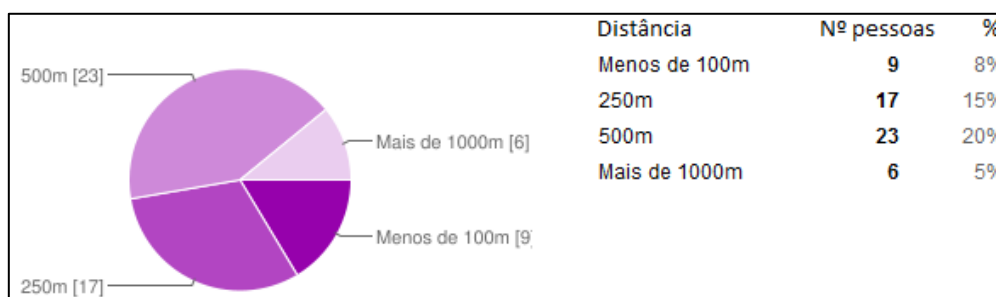 500m [23]
Mais de 1000m [6]
Menos de 100m [9]
250m [17]
Distância Nº pessoas %
Menos de 100m 9 8%
250m 17 15%
500m 23 20%
Mais de 1000m 6 5%